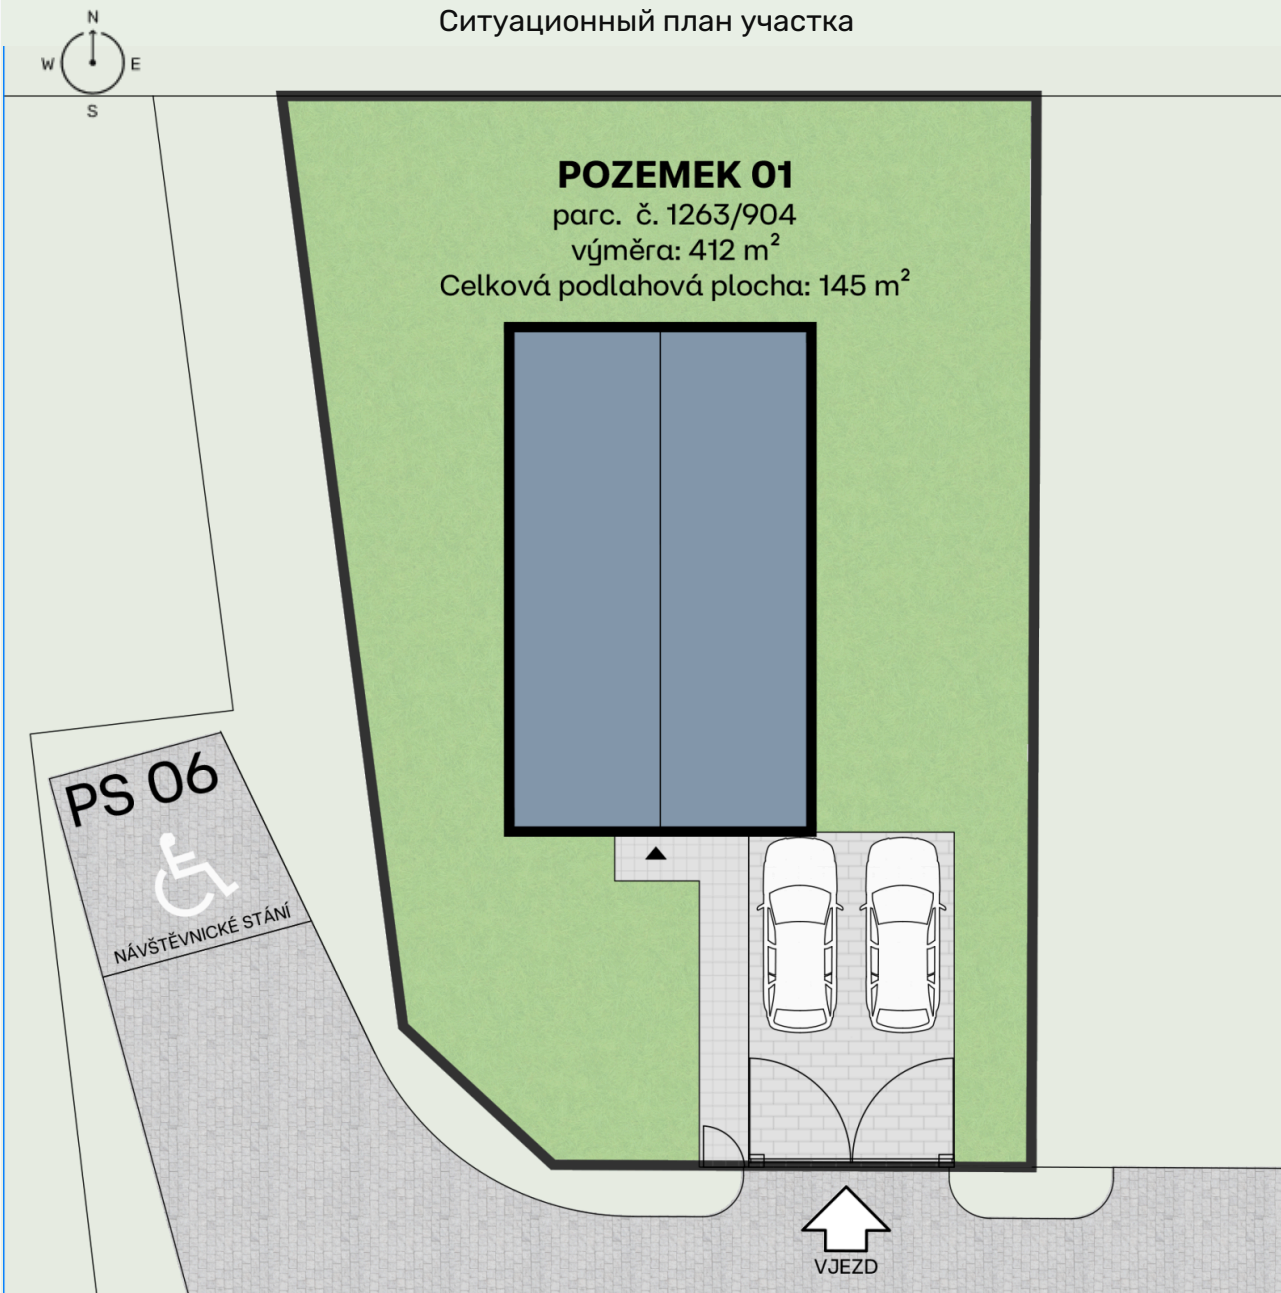 Ситуационный план участка
N
W E
S
POZEMEK 01
parc. č. 1263/904
výměra: 412 m²
Celková podlahová plocha: 145 m²
PS 06
NÁVŠTĚVNICKÉ STÁNÍ
VJEZD